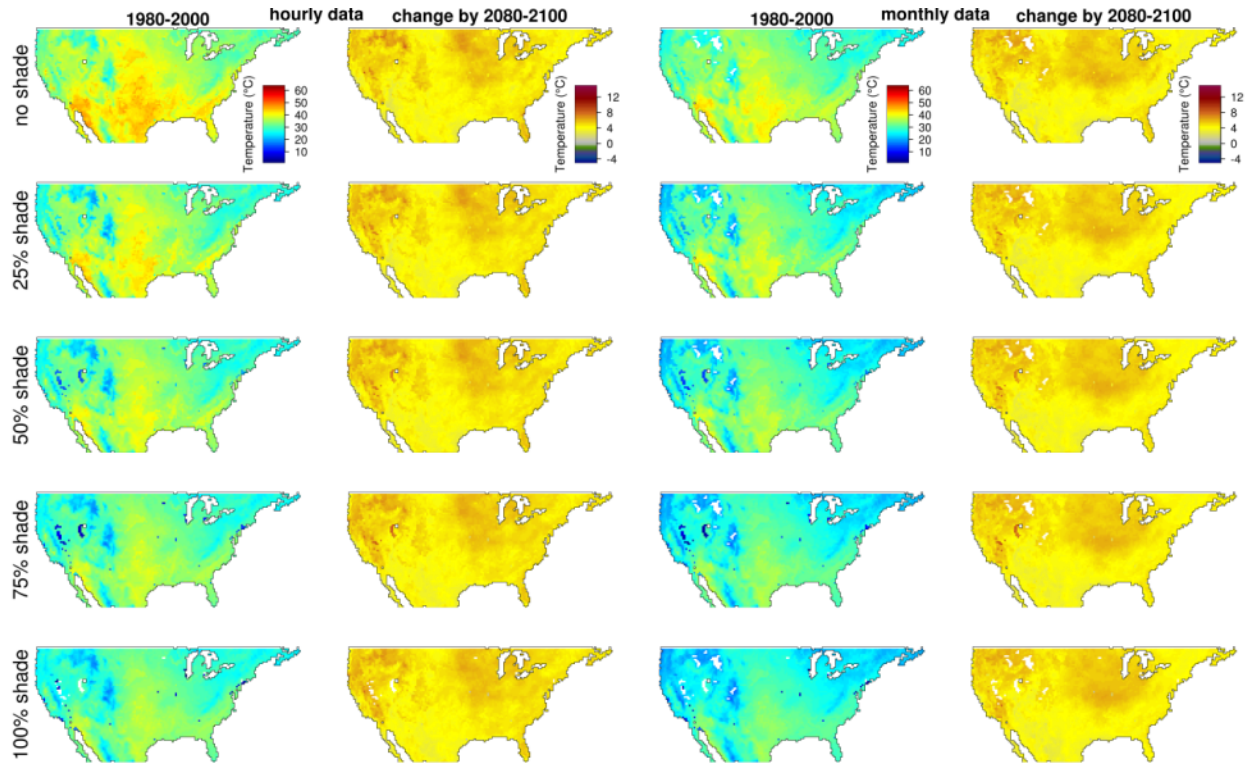 1980-2000 hourly data change by 2080-2100 1980-2000 monthly data change by 2080-2100
no shade
Temperature (°C)
60
50
40
30
20
10
Temperature (°C)
12
8
4
0
-4
Temperature (°C)
60
50
40
30
20
10
Temperature (°C)
12
8
4
0
-4
25% shade
50% shade
75% shade
100% shade